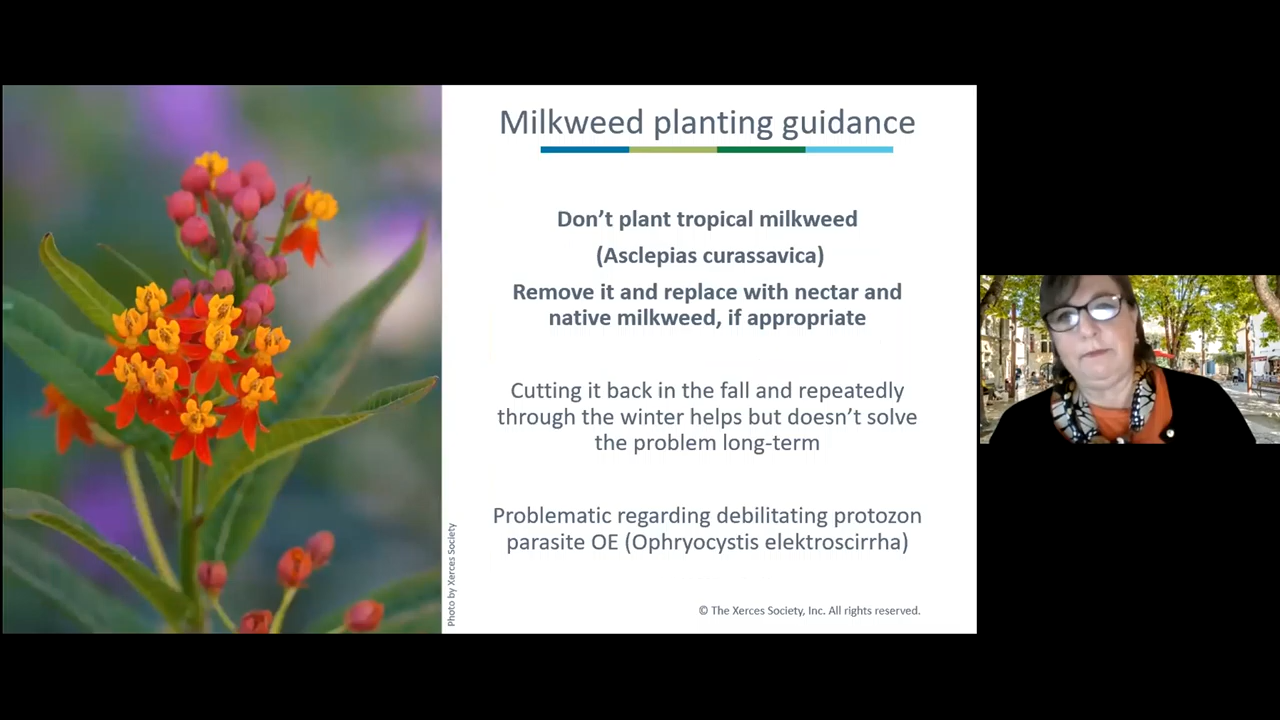 Milkweed planting guidance
Don’t plant tropical milkweed
(Asclepias curassavica)
Remove it and replace with nectar and
native milkweed, if appropriate
Cutting it back in the fall and repeatedly
through the winter helps but doesn’t solve
the problem long-term
Problematic regarding debilitating protozon
parasite OE (Ophryocystis elektroscirrha)
Photo by Xerces Society
© The Xerces Society, Inc. All rights reserved.